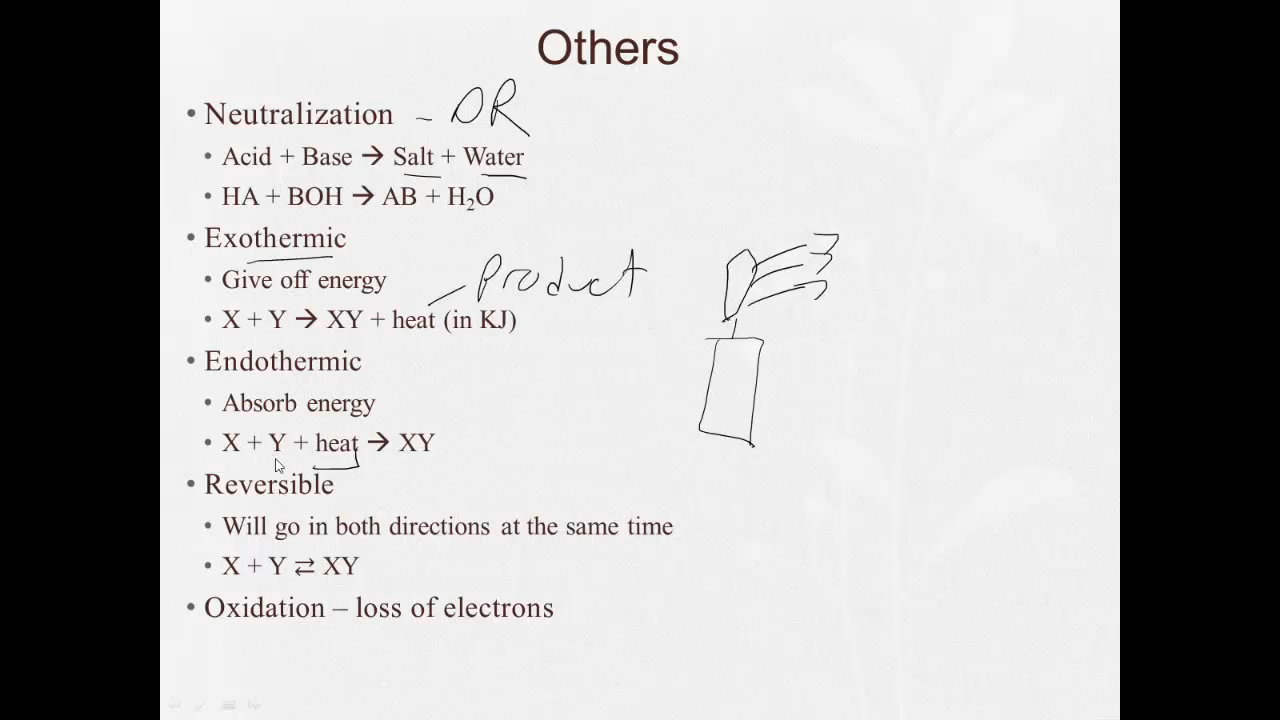 Others
• Neutralization - DR
• Acid + Base → Salt + Water
• HA + BOH → AB + H₂O
• Exothermic
• Give off energy
Product
• X + Y → XY + heat (in KJ)
• Endothermic
• Absorb energy
• X + Y + heat → XY
• Reversible
• Will go in both directions at the same time
• X + Y ⇄ XY
• Oxidation – loss of electrons